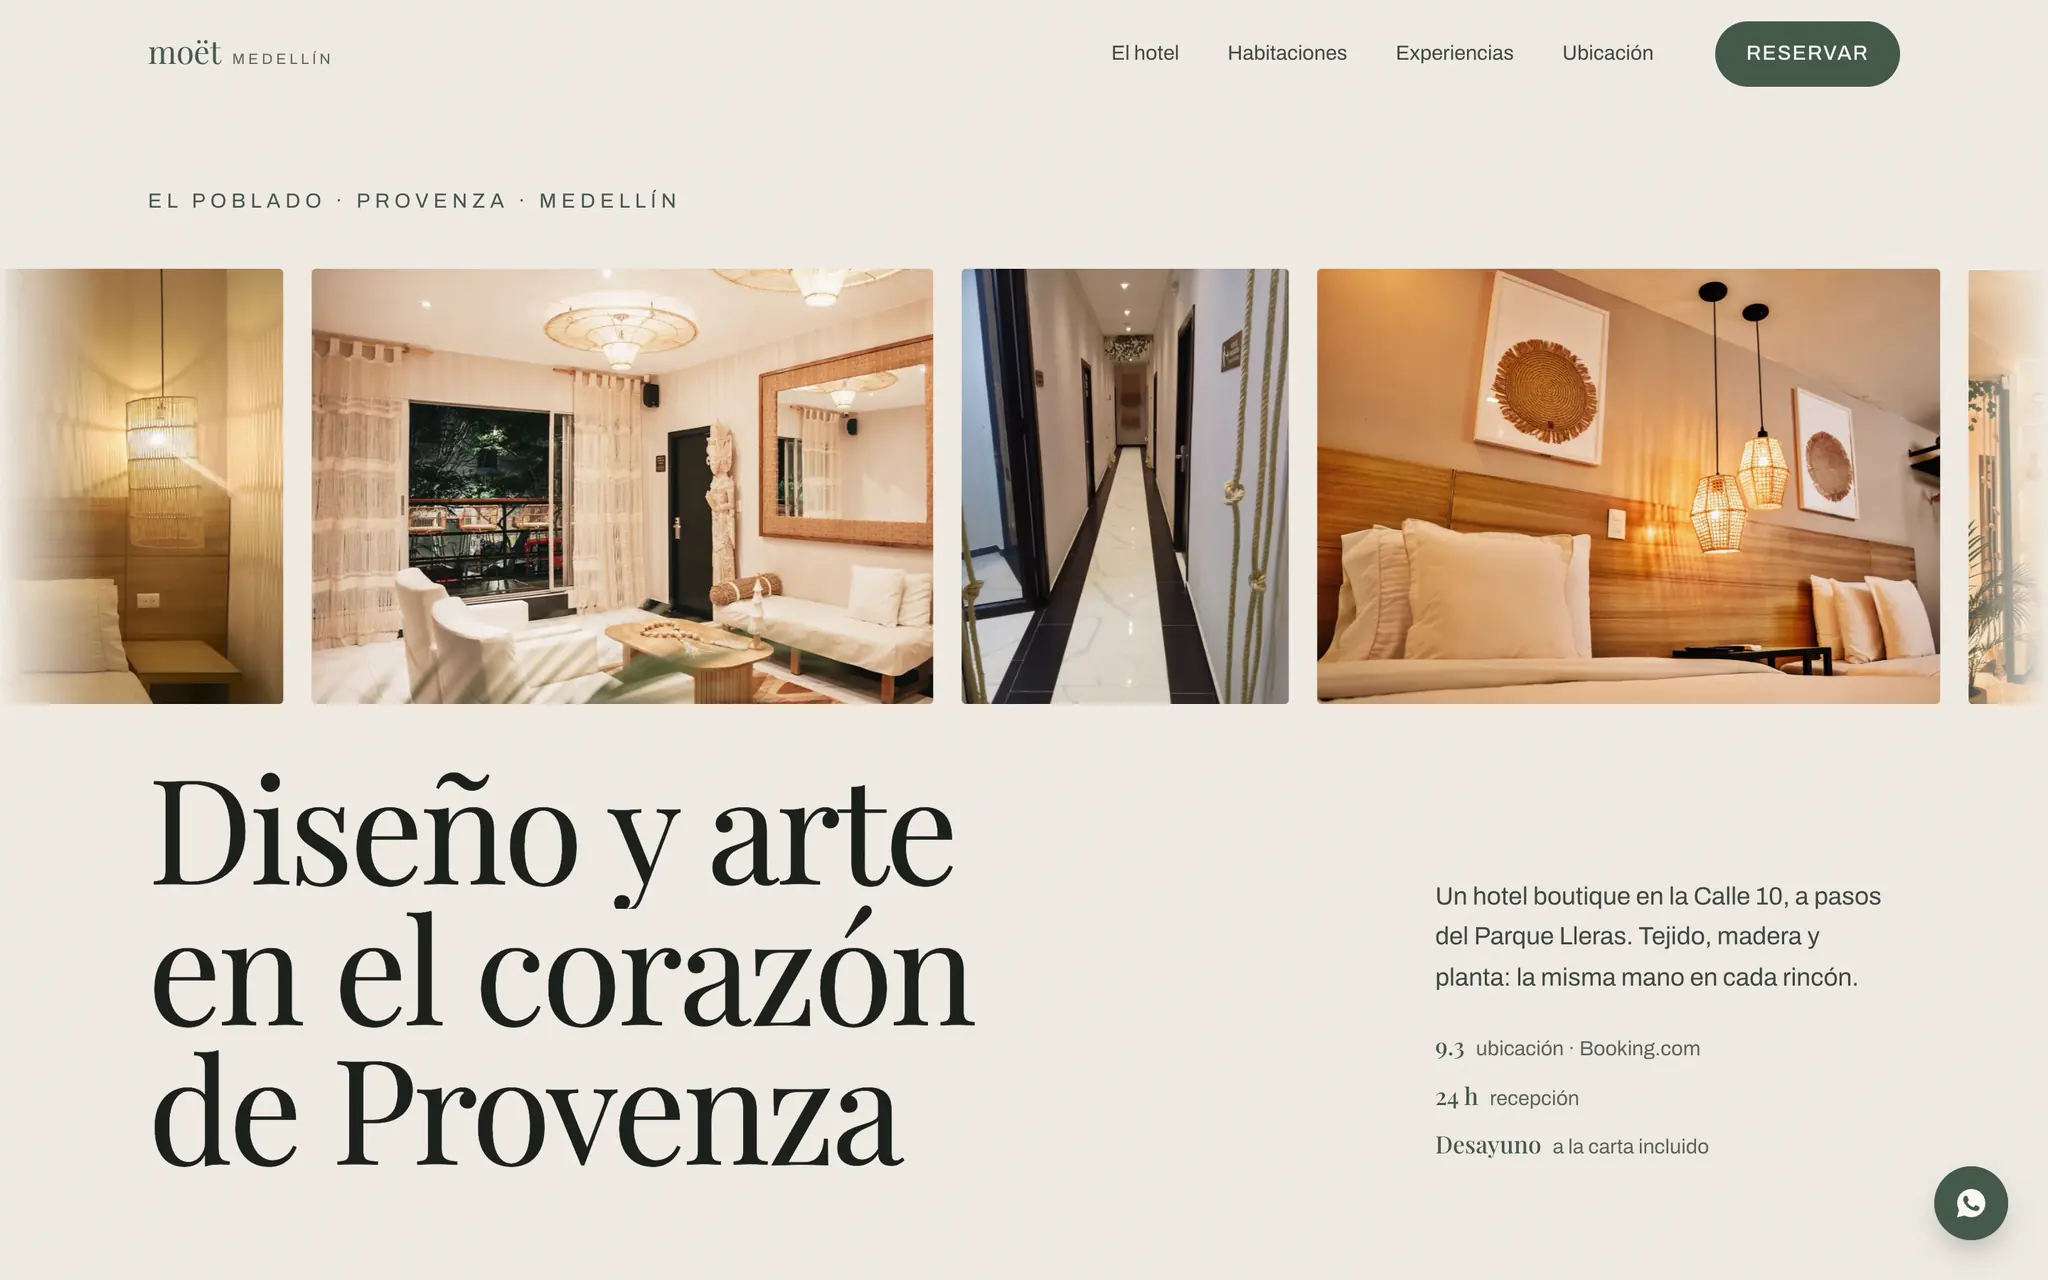 moët MEDELLÍN
El hotel
Habitaciones
Experiencias
Ubicación
RESERVAR
EL POBLADO · PROVENZA · MEDELLÍN
Diseño y arte
en el corazón
de Provenza
Un hotel boutique en la Calle 10, a pasos
del Parque Lleras. Tejido, madera y
planta: la misma mano en cada rincón.
9.3 ubicación · Booking.com
24 h recepción
Desayuno a la carta incluido